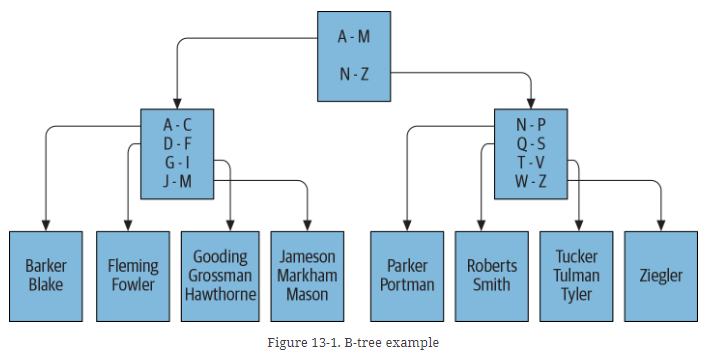 A - M
N - Z
A - C
D - F
G - I
J - M
N - P
Q - S
T - V
W - Z
Barker
Blake
Fleming
Fowler
Gooding
Grossman
Hawthorne
Jameson
Markham
Mason
Parker
Portman
Roberts
Smith
Tucker
Tulman
Tyler
Ziegler
Figure 13-1. B-tree example